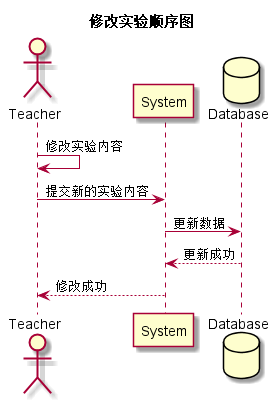 修改实验顺序图
Teacher
System
Database
修改实验内容
提交新的实验内容
更新数据
更新成功
修改成功
Teacher
System
Database